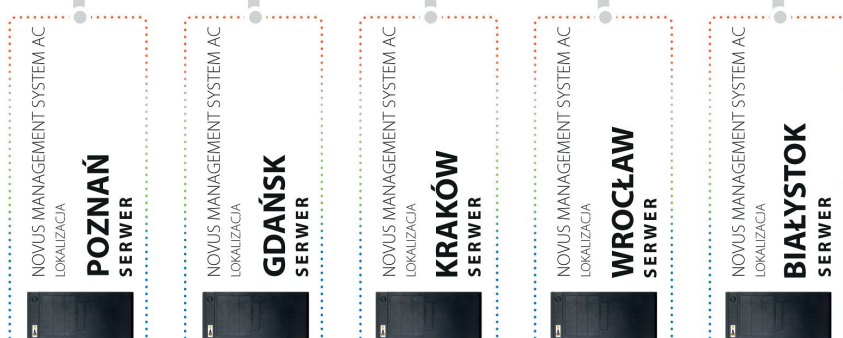 NOVUS MANAGEMENT SYSTEM AC
LOKALIZACJA
POZNAŃ
SERWER
NOVUS MANAGEMENT SYSTEM AC
LOKALIZACJA
GDAŃSK
SERWER
NOVUS MANAGEMENT SYSTEM AC
LOKALIZACJA
KRAKÓW
SERWER
NOVUS MANAGEMENT SYSTEM AC
LOKALIZACJA
WROCŁAW
SERWER
NOVUS MANAGEMENT SYSTEM AC
LOKALIZACJA
BIAŁYSTOK
SERWER